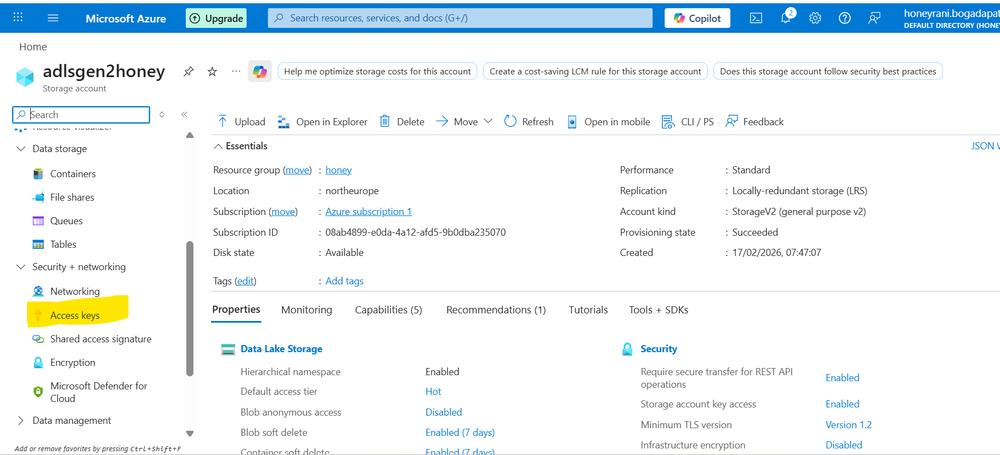 Microsoft Azure
Upgrade
Search resources, services, and docs (G+/)
Copilot
2
honeyrani.bogadapat
DEFAULT DIRECTORY (HONEY
Home
adlsgen2honey
Storage account
Help me optimize storage costs for this account
Create a cost-saving LCM rule for this storage account
Does this storage account follow security best practices
Search
Upload
Open in Explorer
Delete
Move
Refresh
Open in mobile
CLI / PS
Feedback
Resource visualizer
Data storage
Containers
File shares
Queues
Tables
Security + networking
Networking
Access keys
Shared access signature
Encryption
Microsoft Defender for
Cloud
Data management
Add or remove favorites by pressing Ctrl+Shift+F
Essentials
JSON V
Resource group (move) : honey
Location : northeurope
Subscription (move) : Azure subscription 1
Subscription ID : 08ab4899-e0da-4a12-afd5-9b0dba235070
Disk state : Available
Tags (edit) : Add tags
Performance : Standard
Replication : Locally-redundant storage (LRS)
Account kind : StorageV2 (general purpose v2)
Provisioning state : Succeeded
Created : 17/02/2026, 07:47:07
Properties
Monitoring
Capabilities (5)
Recommendations (1)
Tutorials
Tools + SDKs
Data Lake Storage
Hierarchical namespace Enabled
Default access tier Hot
Blob anonymous access Disabled
Blob soft delete Enabled (7 days)
Container soft delete Enabled (7 days)
Security
Require secure transfer for REST API
operations Enabled
Storage account key access Enabled
Minimum TLS version Version 1.2
Infrastructure encryption Disabled